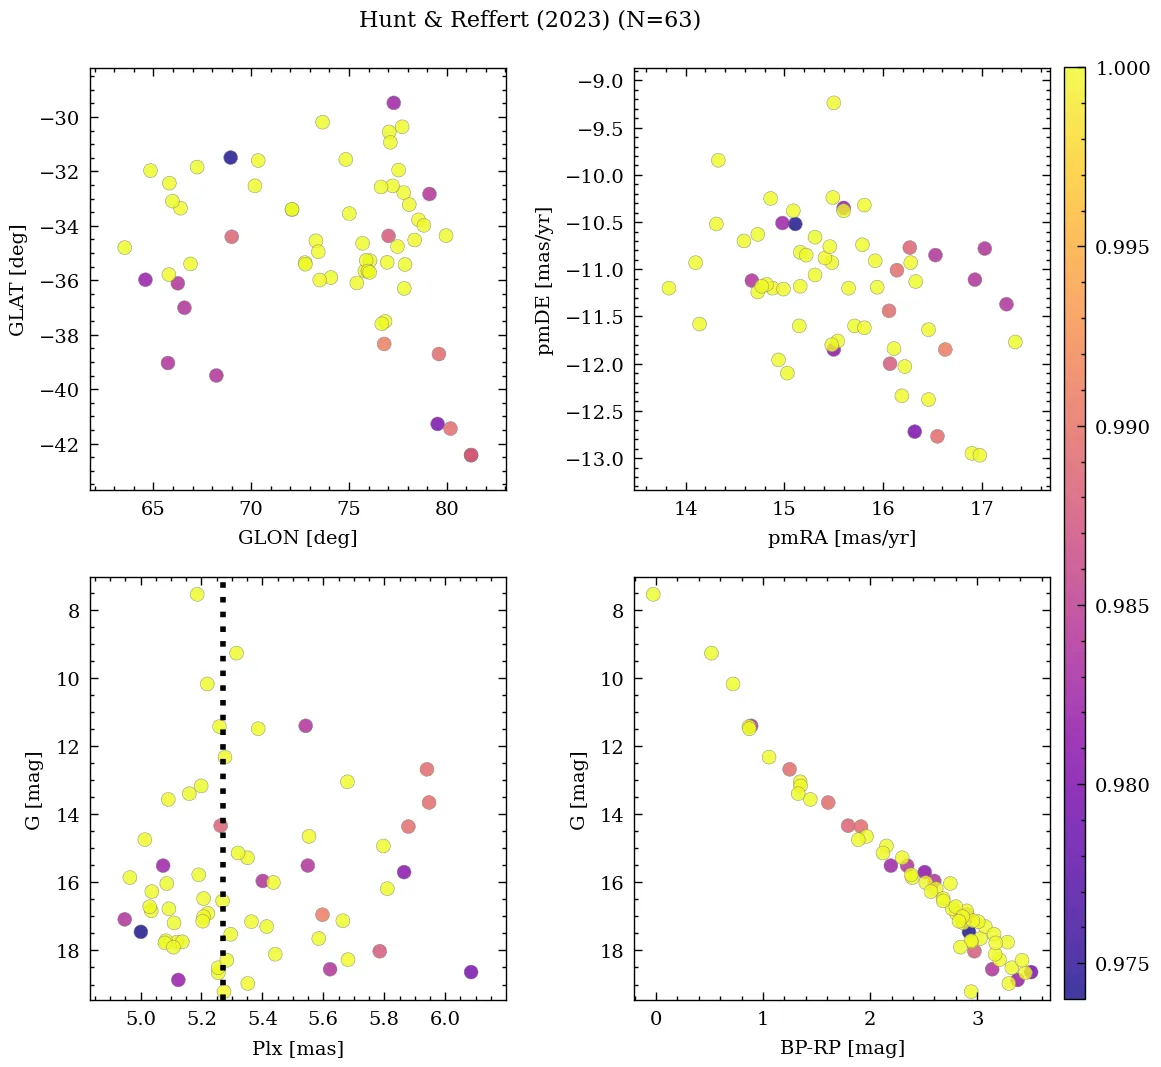 Hunt & Reffert (2023) (N=63)
−30
−32
−34
−36
−38
−40
−42
GLAT [deg]
65 70 75 80
GLON [deg]
−9.0
−9.5
−10.0
−10.5
−11.0
−11.5
−12.0
−12.5
−13.0
pmDE [mas/yr]
14 15 16 17
pmRA [mas/yr]
1.000
0.995
0.990
0.985
0.980
0.975
8
10
12
14
16
18
G [mag]
5.0 5.2 5.4 5.6 5.8 6.0
Plx [mas]
8
10
12
14
16
18
G [mag]
0 1 2 3
BP-RP [mag]